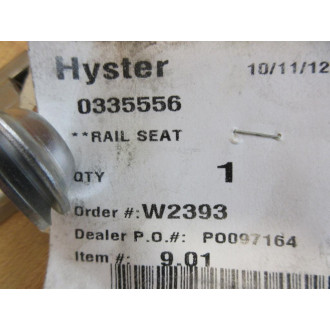 Hyster 10/11/12
0335556
**RAIL SEAT
QTY 1
Order #: W2393
Dealer P.O.#: P0097164
Item #: 9.01